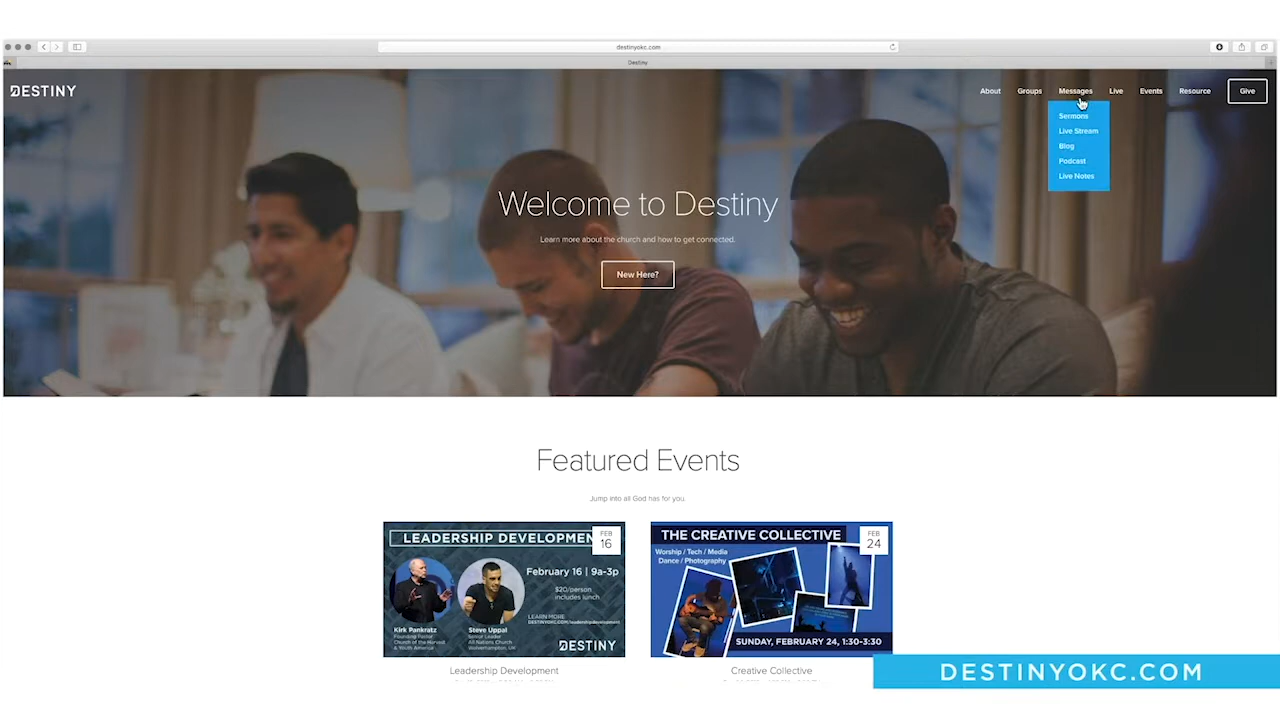 destinyokc.com
Destiny
DESTINY
About Groups Messages Live Events Resource Give
Sermons
Live Stream
Blog
Podcast
Live Notes
Welcome to Destiny
Learn more about the church and how to get connected.
New Here?
Featured Events
Jump into all God has for you.
LEADERSHIP DEVELOPMEN
FEB
16
February 16 | 9a-3p
$20/person
includes lunch
LEARN MORE
DESTINYOKC.COM/leadershipdevelopment
Kirk Pankratz
Founding Pastor
Church of the Harvest
& Youth America
Steve Uppal
Senior Leader
All Nations Church
Wolverhampton, UK
DESTINY
Leadership Development
THE CREATIVE COLLECTIVE
FEB
24
Worship / Tech / Media
Dance / Photography
SUNDAY, FEBRUARY 24, 1:30-3:30
Creative Collective
DESTINYOKC.COM